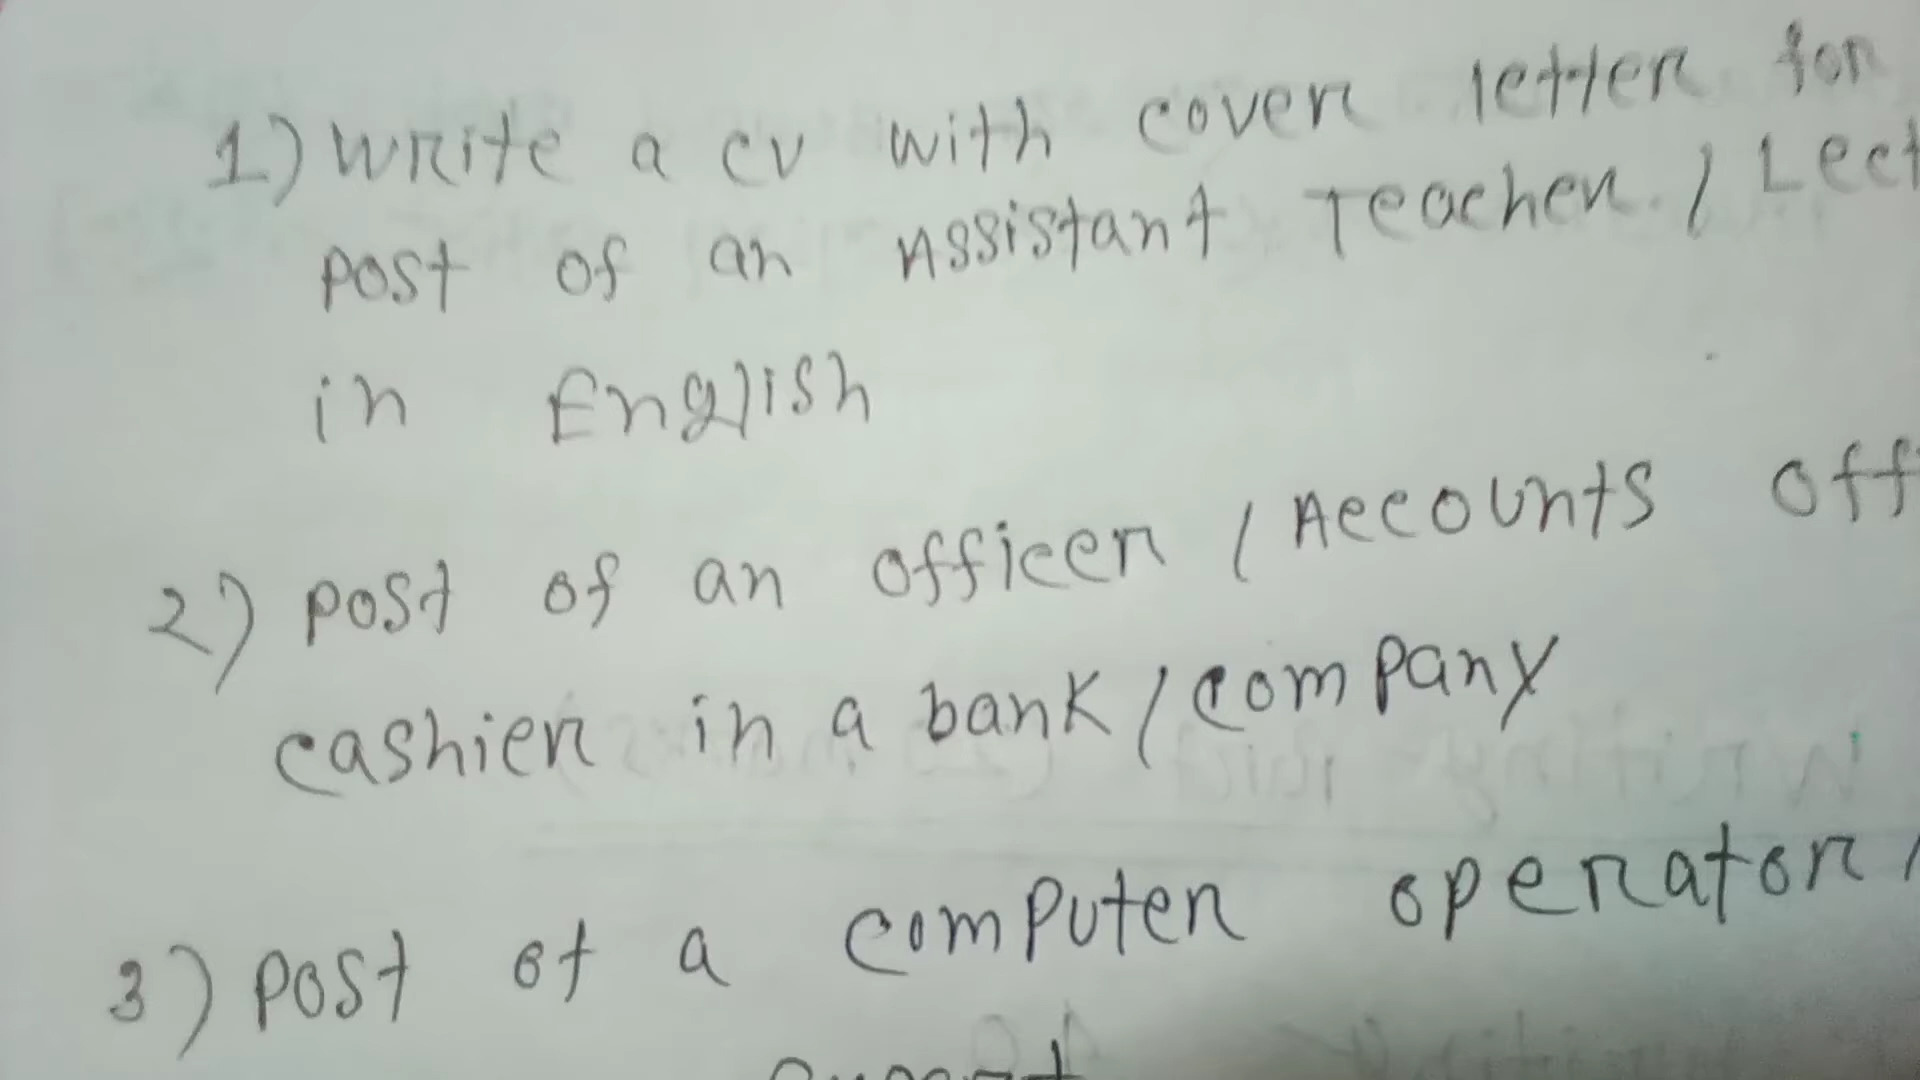 1) Write a cv with cover letter for
post of an Assistant Teacher / Lect
in English
2) post of an officer / Accounts off
cashier in a bank / company
3) post of a computer operator /